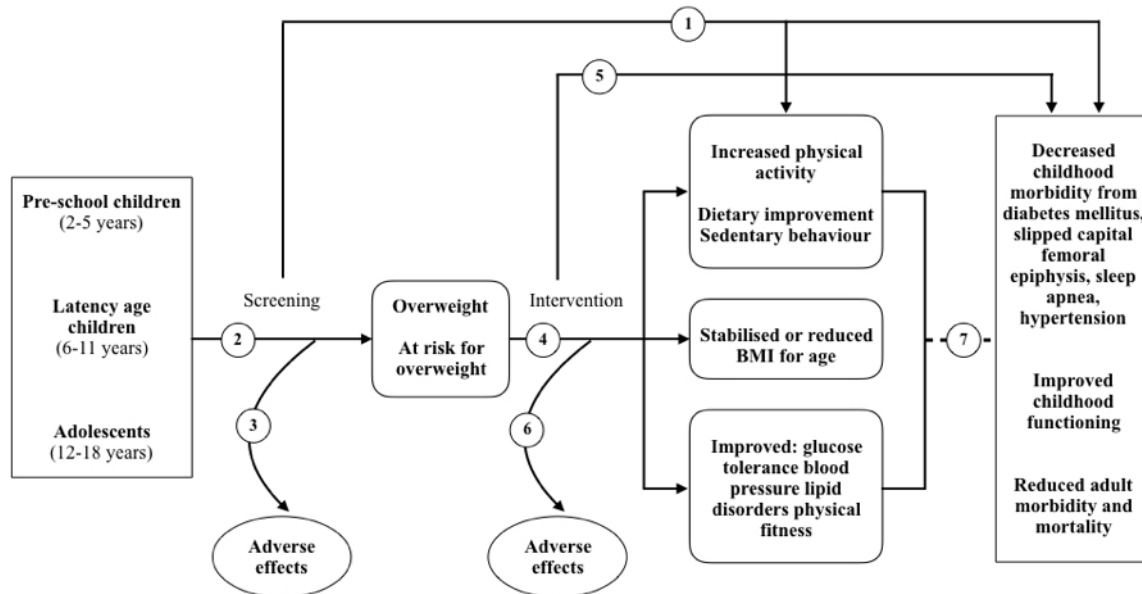 1
5
Pre-school children
(2-5 years)
Latency age
children
(6-11 years)
Adolescents
(12-18 years)
Screening
2
3
Adverse
effects
Overweight
At risk for
overweight
Intervention
4
6
Adverse
effects
Increased physical
activity
Dietary improvement
Sedentary behaviour
Stabilised or reduced
BMI for age
Improved: glucose
tolerance blood
pressure lipid
disorders physical
fitness
7
Decreased
childhood
morbidity from
diabetes mellitus,
slipped capital
femoral
epiphysis, sleep
apnea,
hypertension
Improved
childhood
functioning
Reduced adult
morbidity and
mortality